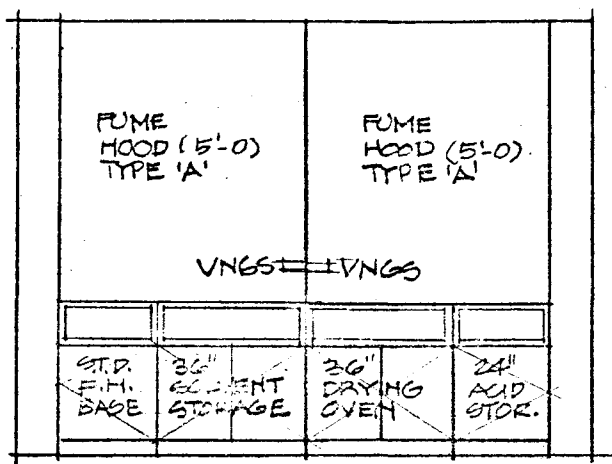 FUME
HOOD (5'-0)
TYPE 'A'
FUME
HOOD (5'-0)
TYPE 'A'
VNGS
VNGS
STD.
F.H.
BASE
36"
SOLVENT
STORAGE
36"
DRYING
OVEN
24"
ACID
STOR.